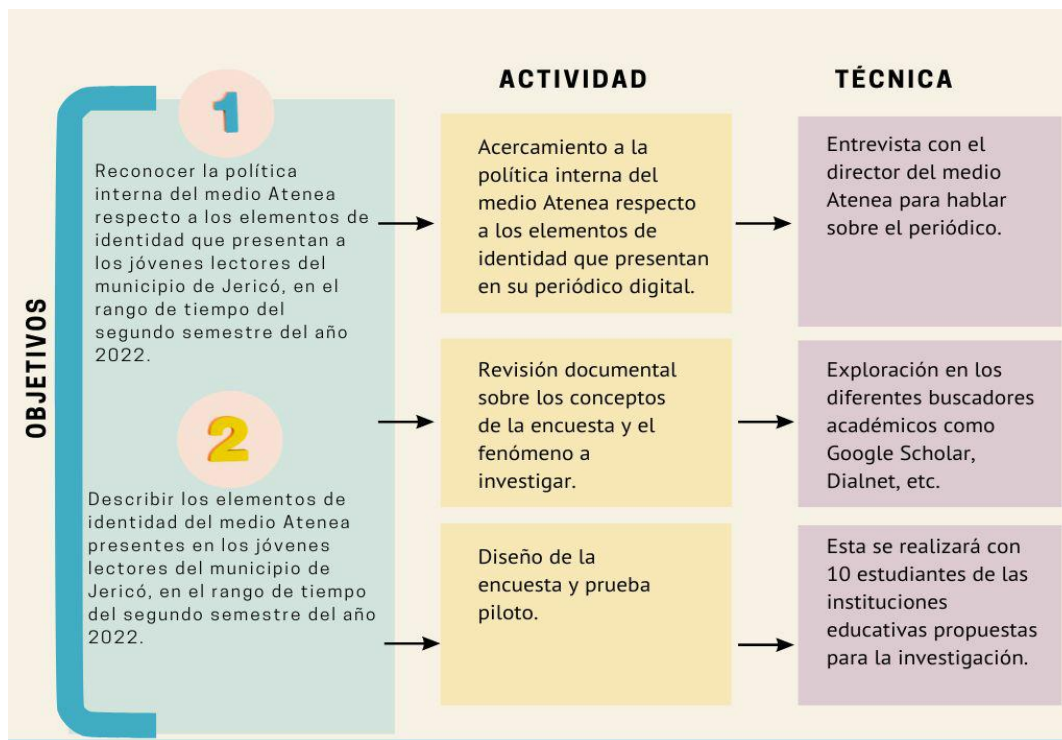 OBJETIVOS
1
Reconocer la política
interna del medio Atenea
respecto a los elementos de
identidad que presentan a
los jóvenes lectores del
municipio de Jericó, en el
rango de tiempo del
segundo semestre del año
2022.
2
Describir los elementos de
identidad del medio Atenea
presentes en los jóvenes
lectores del municipio de
Jericó, en el rango de tiempo
del segundo semestre del año
2022.
ACTIVIDAD
Acercamiento a la
política interna del
medio Atenea respecto
a los elementos de
identidad que presentan
en su periódico digital.
Revisión documental
sobre los conceptos
de la encuesta y el
fenómeno a
investigar.
Diseño de la
encuesta y prueba
piloto.
TÉCNICA
Entrevista con el
director del medio
Atenea para hablar
sobre el periódico.
Exploración en los
diferentes buscadores
académicos como
Google Scholar,
Dialnet, etc.
Esta se realizará con
10 estudiantes de las
instituciones
educativas propuestas
para la investigación.